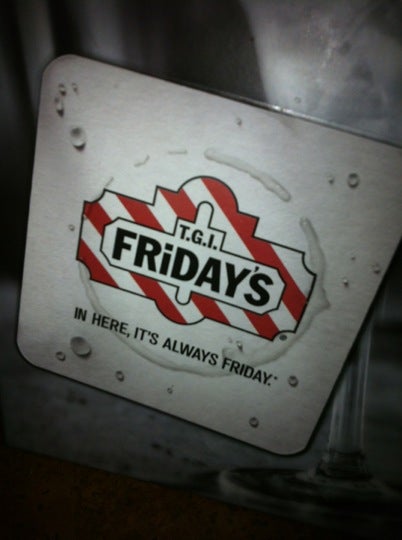 T.G.I.
FRiDAY'S
IN HERE, IT'S ALWAYS FRIDAY.